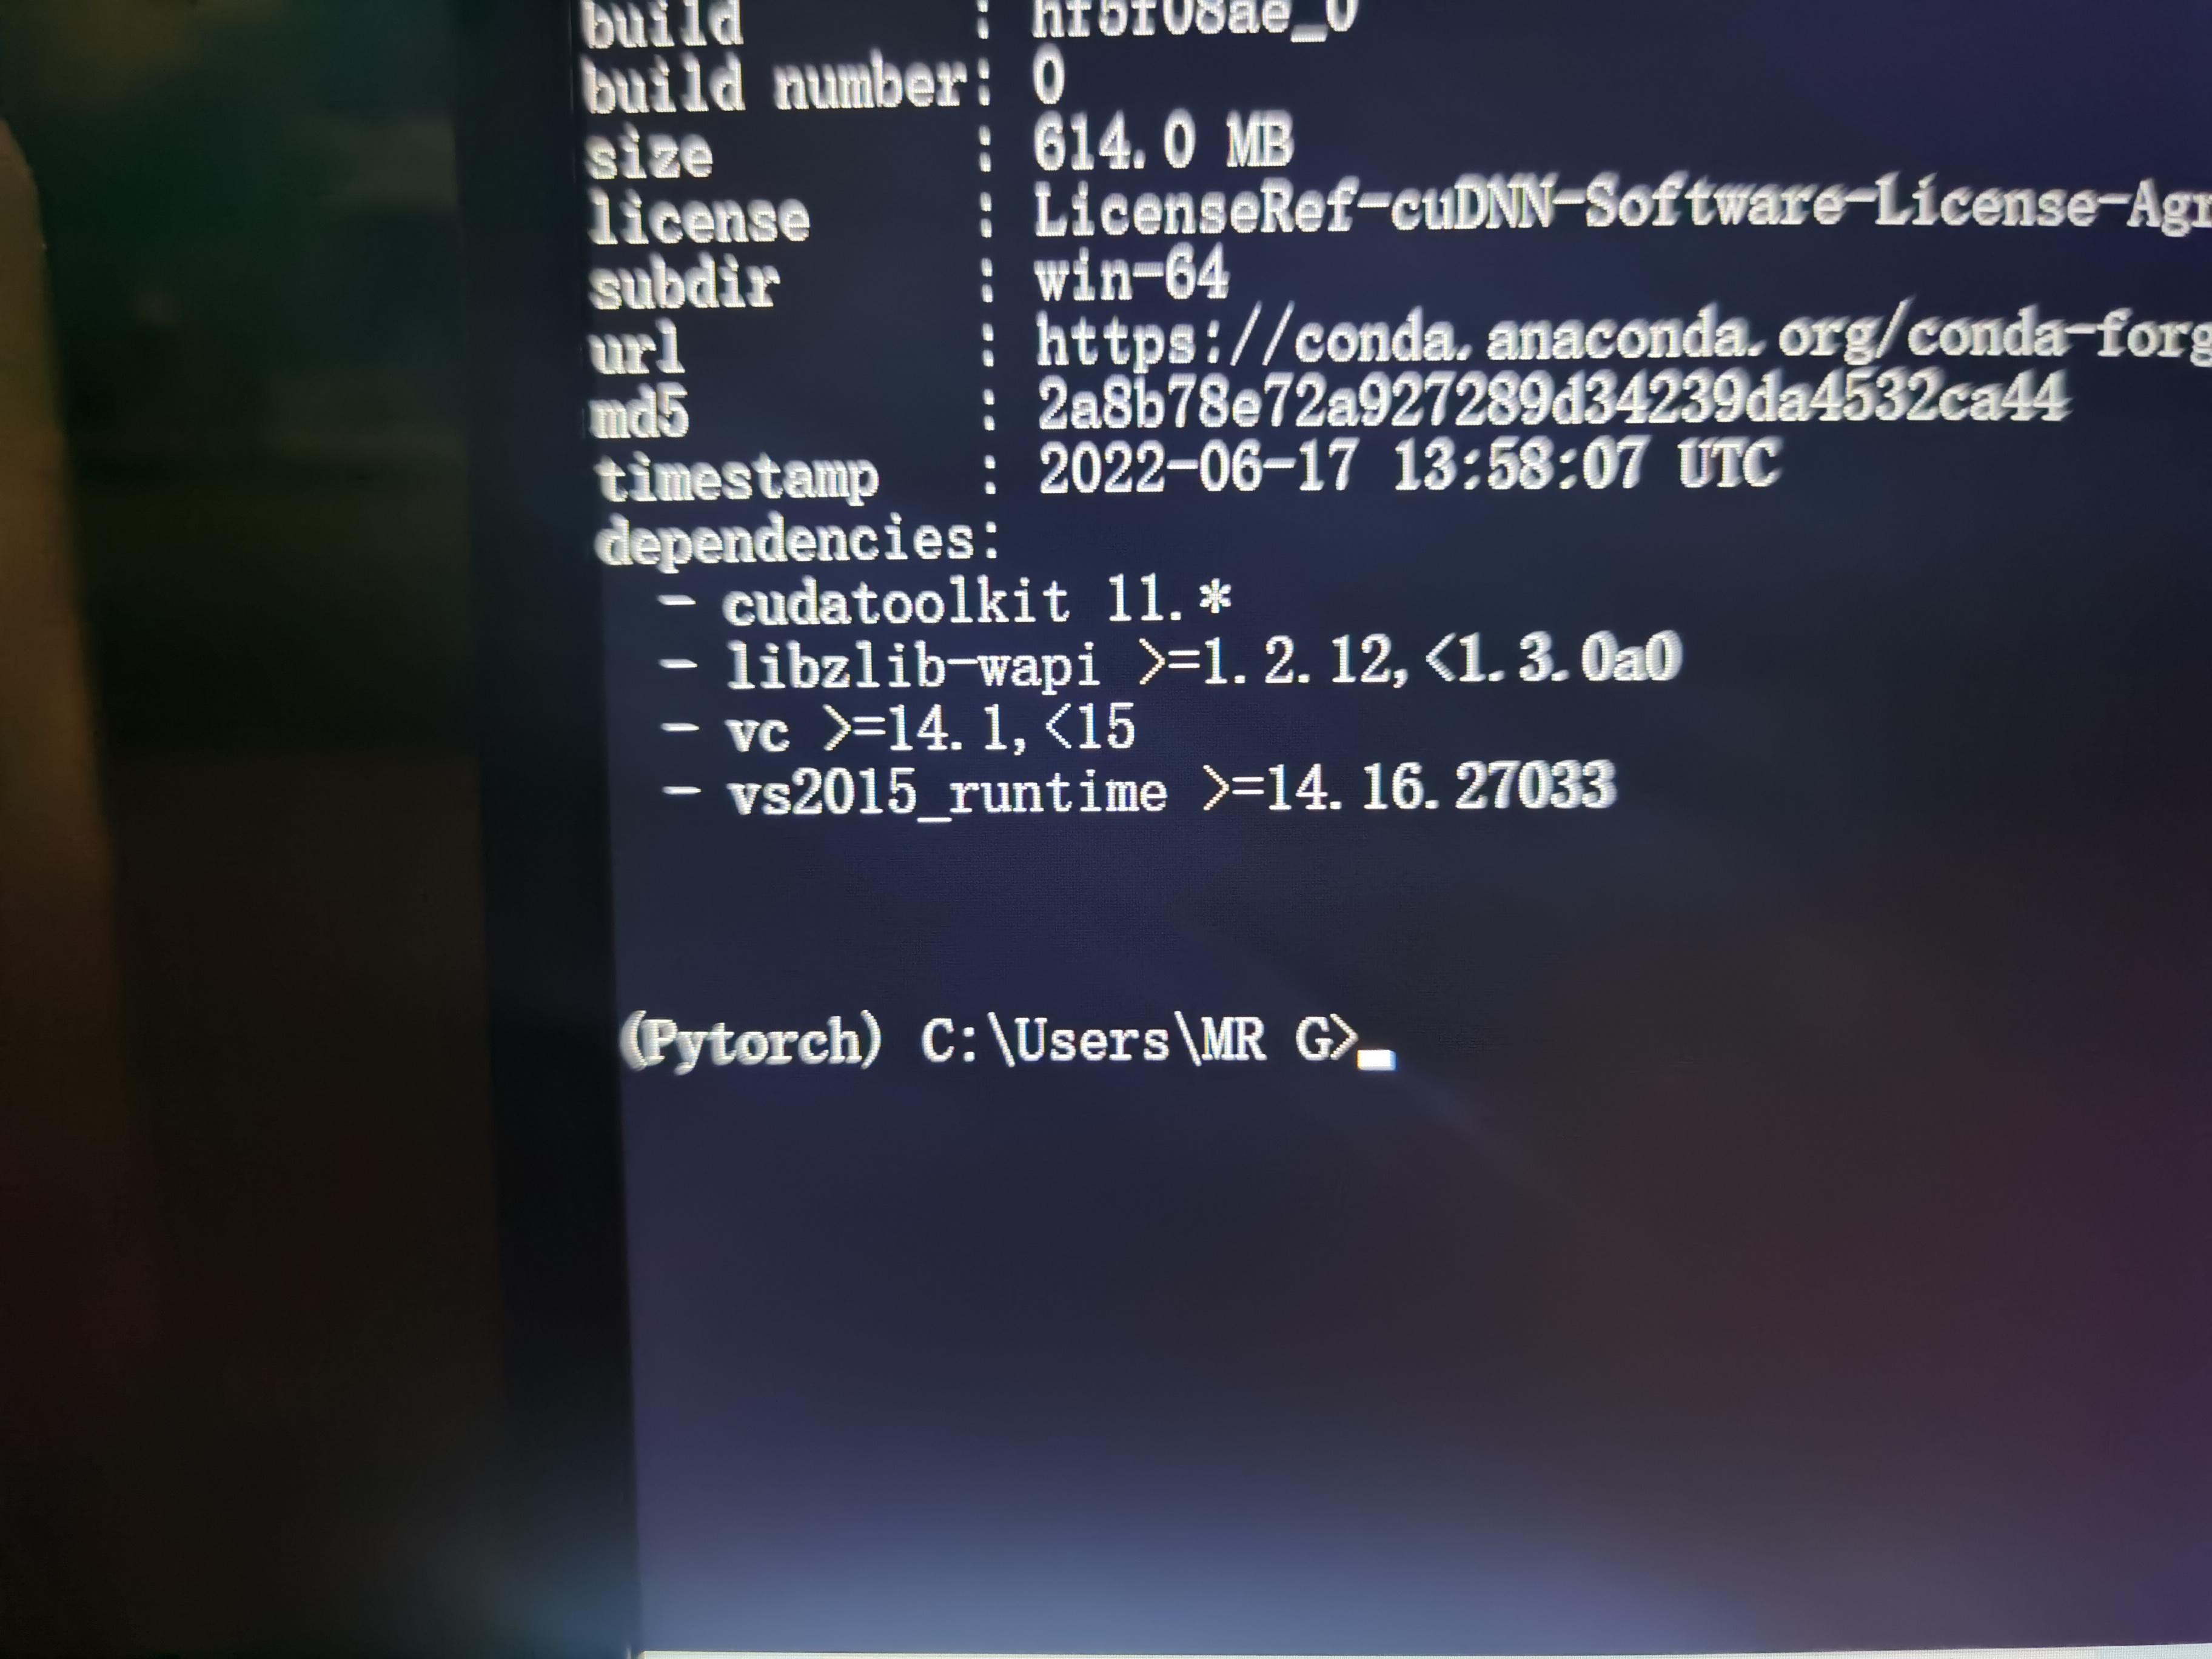 build : hf5f08ae_0
build number: 0
size : 614.0 MB
license : LicenseRef-cuDNN-Software-License-Agr
subdir : win-64
url : https://conda.anaconda.org/conda-forg
md5 : 2a8b78e72a927289d34239da4532ca44
timestamp : 2022-06-17 13:58:07 UTC
dependencies:
- cudatoolkit 11.*
- libzlib-wapi >=1.2.12,<1.3.0a0
- vc >=14.1,<15
- vs2015_runtime >=14.16.27033
(Pytorch) C:\Users\MR G>